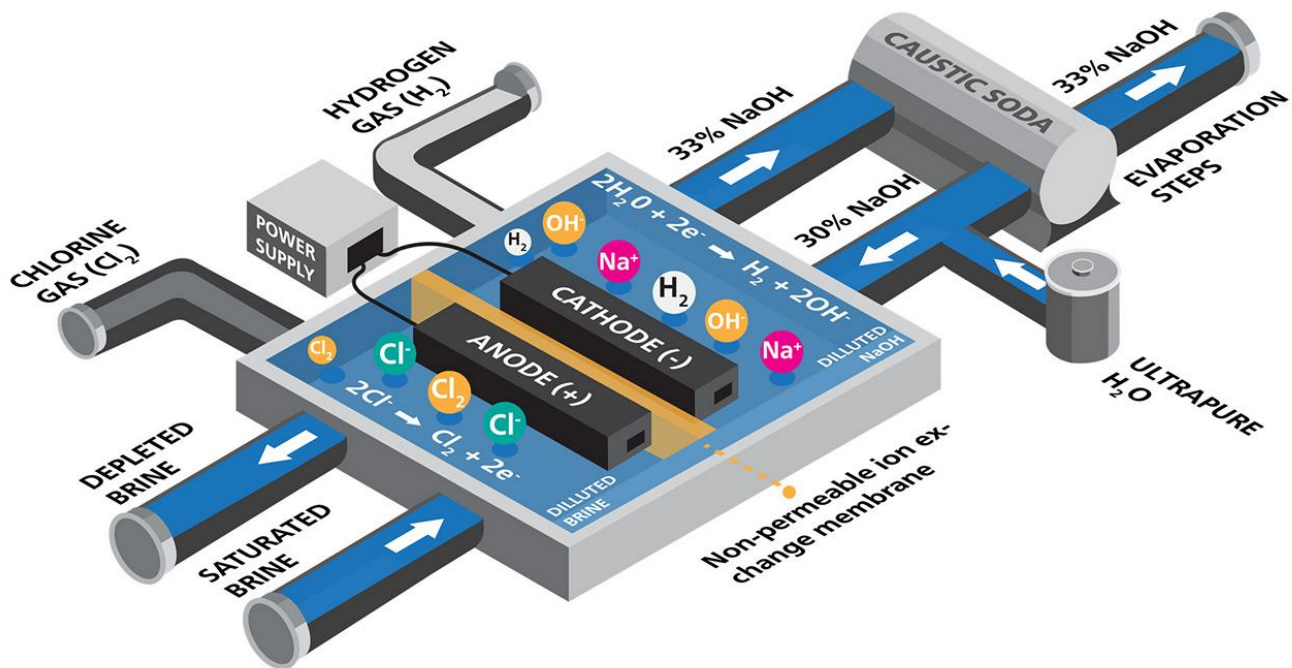 HYDROGEN
GAS (H₂)
CHLORINE
GAS (Cl₂)
POWER
SUPPLY
33% NaOH
CAUSTIC SODA
33% NaOH
EVAPORATION
STEPS
30% NaOH
ULTRAPURE
H₂O
2H₂O + 2e⁻ → H₂ + 2OH⁻
H₂
OH⁻
Na⁺
H₂
OH⁻
Na⁺
DILLUTED
NaOH
CATHODE (-)
ANODE (+)
Cl₂
Cl⁻
Cl₂
Cl⁻
2Cl⁻ → Cl₂ + 2e⁻
DILLUTED
BRINE
DEPLETED
BRINE
SATURATED
BRINE
Non-permeable ion ex-
change membrane